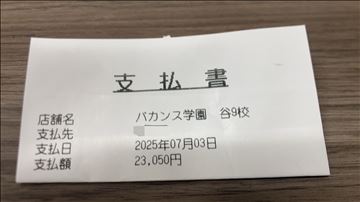 支払書
店舗名 バカンス学園 谷9校
支払先
支払日 2025年07月03日
支払額 23,050円